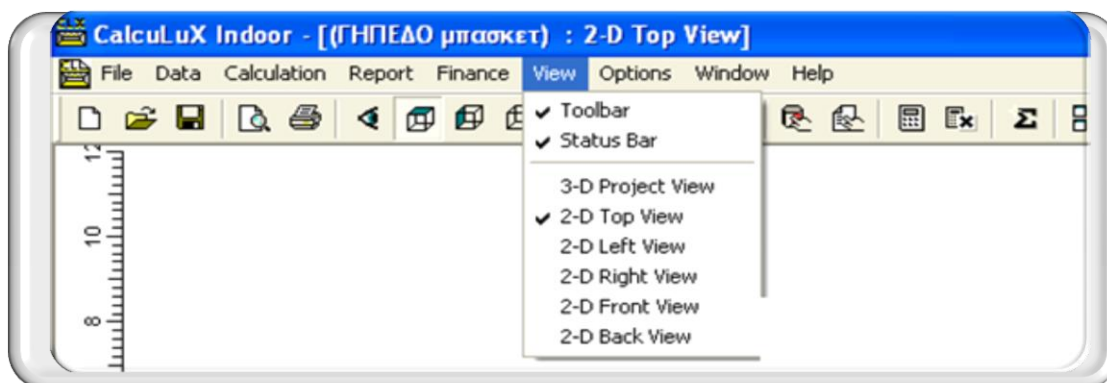 CalcuLuX Indoor - [(ΓΗΠΕΔΟ μπασκετ) : 2-D Top View]
File Data Calculation Report Finance View Options Window Help
Toolbar
Status Bar
3-D Project View
2-D Top View
2-D Left View
2-D Right View
2-D Front View
2-D Back View
12
10
8